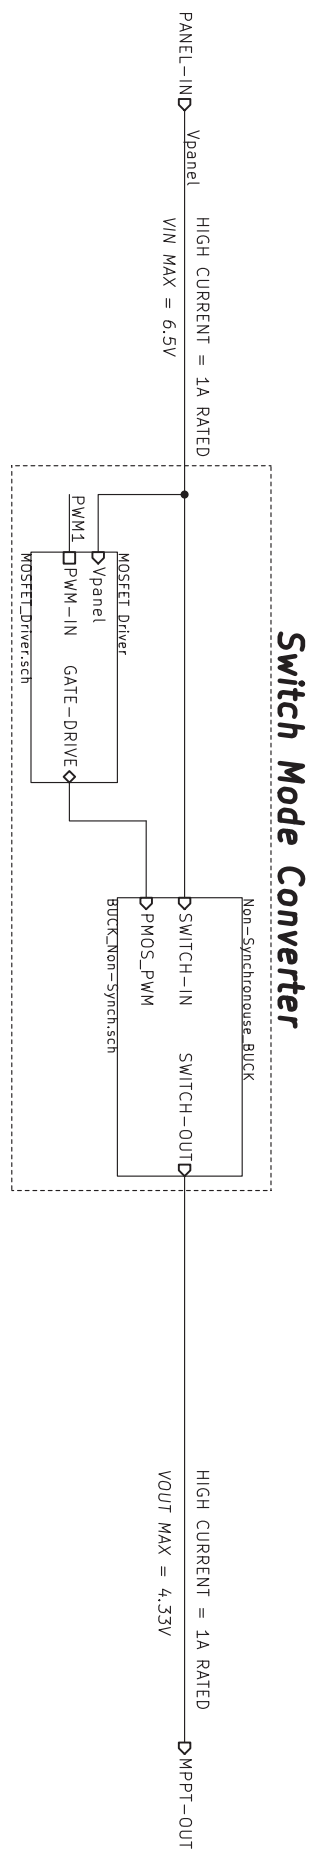 Switch Mode Converter
PANEL-IN
Vpanel
HIGH CURRENT = 1A RATED
VIN MAX = 6.5V
MOSFET Driver
Vpanel
PWM1
PWM-IN
GATE-DRIVE
MOSFET_Driver.sch
Non-Synchronouse_BUCK
SWITCH-IN
SWITCH-OUT
PMOS_PWM
BUCK_Non-Synch.sch
HIGH CURRENT = 1A RATED
VOUT MAX = 4.33V
MPPT-OUT